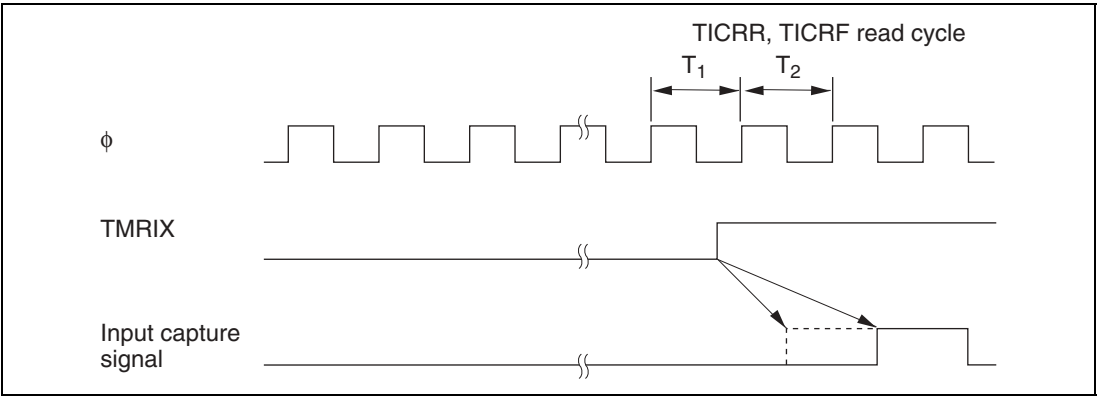 TICRR, TICRF read cycle
T₁ T₂
ϕ
TMRIX
Input capture
signal